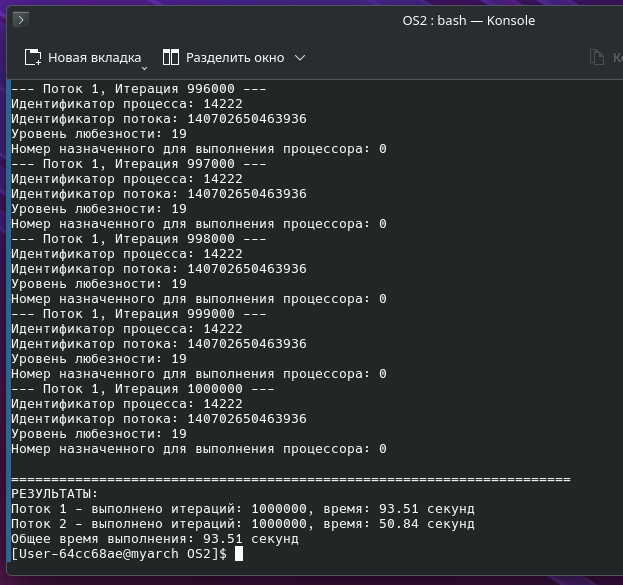 OS2 : bash — Konsole
Новая вкладка
Разделить окно
--- Поток 1, Итерация 996000 ---
Идентификатор процесса: 14222
Идентификатор потока: 140702650463936
Уровень любезности: 19
Номер назначенного для выполнения процессора: 0
--- Поток 1, Итерация 997000 ---
Идентификатор процесса: 14222
Идентификатор потока: 140702650463936
Уровень любезности: 19
Номер назначенного для выполнения процессора: 0
--- Поток 1, Итерация 998000 ---
Идентификатор процесса: 14222
Идентификатор потока: 140702650463936
Уровень любезности: 19
Номер назначенного для выполнения процессора: 0
--- Поток 1, Итерация 999000 ---
Идентификатор процесса: 14222
Идентификатор потока: 140702650463936
Уровень любезности: 19
Номер назначенного для выполнения процессора: 0
--- Поток 1, Итерация 1000000 ---
Идентификатор процесса: 14222
Идентификатор потока: 140702650463936
Уровень любезности: 19
Номер назначенного для выполнения процессора: 0
======================================================================
РЕЗУЛЬТАТЫ:
Поток 1 - выполнено итераций: 1000000, время: 93.51 секунд
Поток 2 - выполнено итераций: 1000000, время: 50.84 секунд
Общее время выполнения: 93.51 секунд
[User-64cc68ae@myarch OS2]$